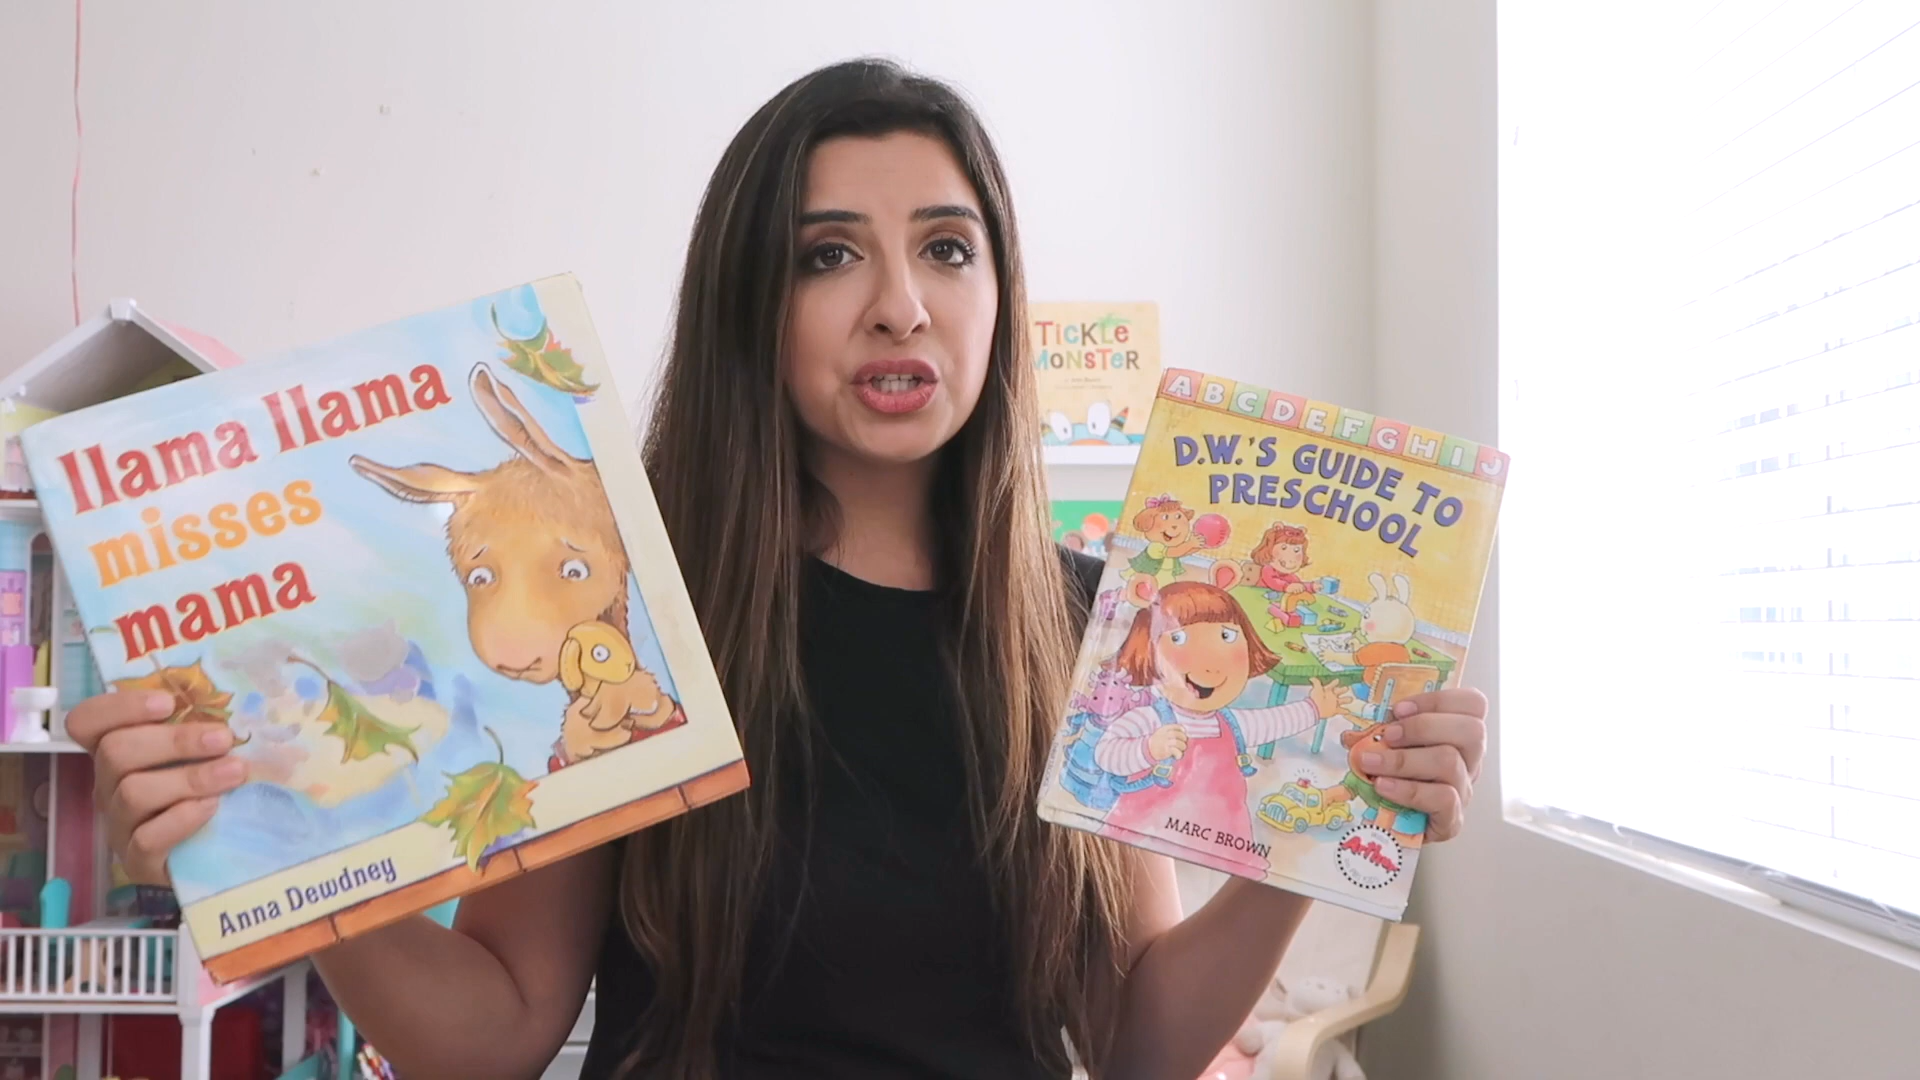 llama llama
misses
mama
Anna Dewdney
TICKLE
MONSTER
ABCDEFGHIJ
D.W.'S GUIDE TO
PRESCHOOL
MARC BROWN
Arthur